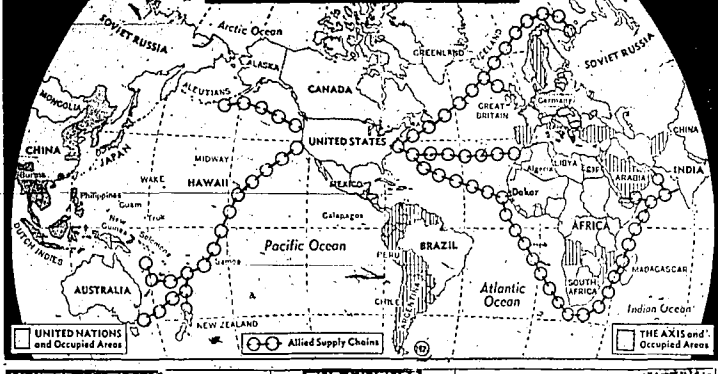 Arctic Ocean
SOVIET RUSSIA
ALASKA
GREENLAND
ICELAND
SOVIET RUSSIA
ALEUTIANS
CANADA
GREAT
BRITAIN
Germany
MONGOLIA
CHINA
JAPAN
UNITED STATES
CHINA
MIDWAY
Algeria
LIBYA
EGYPT
ARABIA
INDIA
Burma
WAKE
HAWAII
MEXICO
Philippines
Guam
Dakar
Truk
Galapagos
AFRICA
DUTCH INDIES
New
Guinea
Solomons
Pacific Ocean
PERU
BRAZIL
Samoa
MADAGASCAR
AUSTRALIA
CHILE
ARGENTINA
Atlantic
Ocean
SOUTH
AFRICA
Indian Ocean
NEW ZEALAND
UNITED NATIONS
and Occupied Areas
Allied Supply Chains
THE AXIS and
Occupied Areas